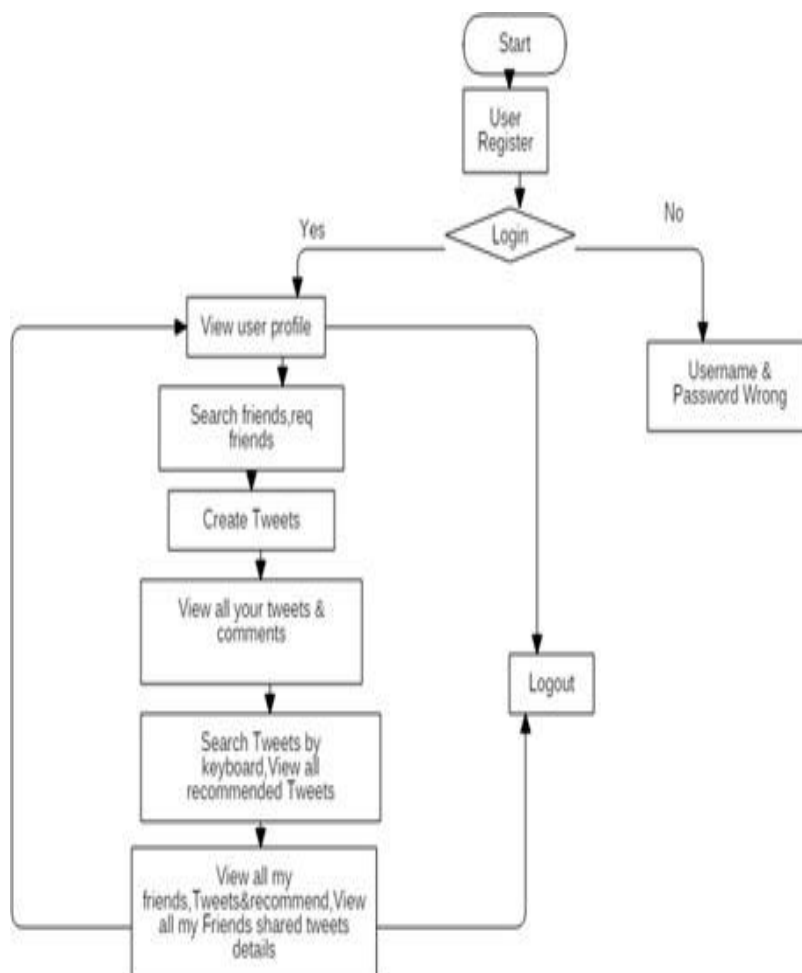 Start
User
Register
Login
Yes
No
View user profile
Username &
Password Wrong
Search friends,req
friends
Create Tweets
View all your tweets &
comments
Logout
Search Tweets by
keyboard,View all
recommended Tweets
View all my
friends,Tweets&recommend,View
all my Friends shared tweets
details